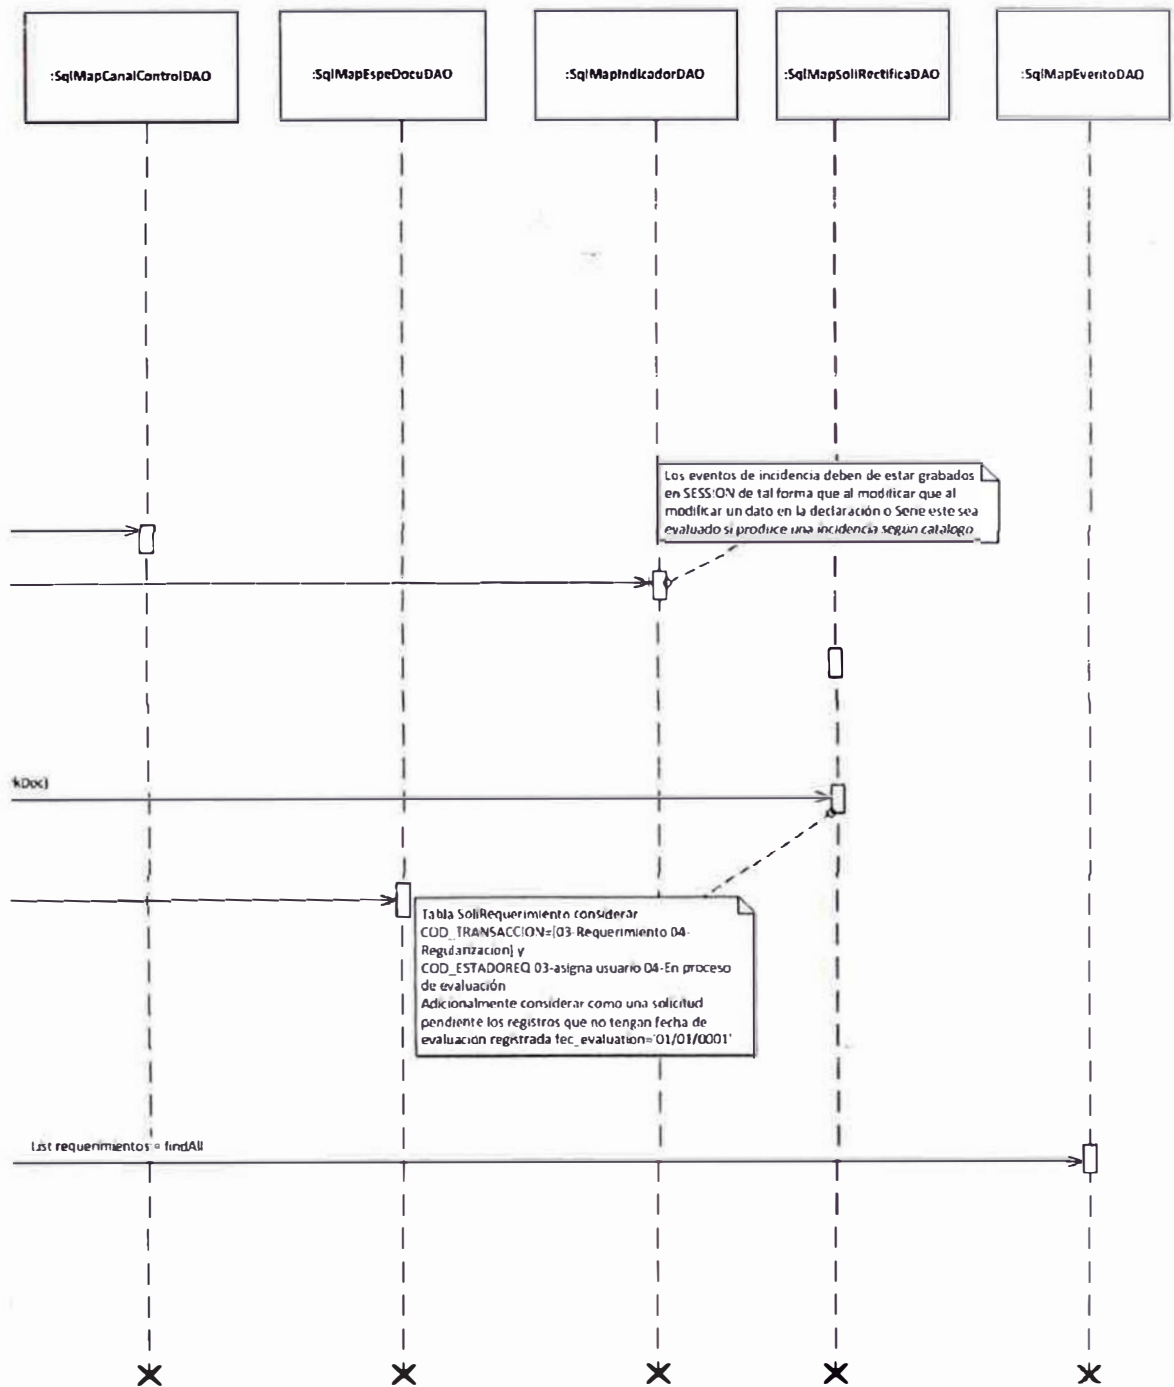 :SqlMapCanalControlDAO
:SqlMapEspeDocuDAO
:SqlMapIndicadorDAO
:SqlMapSoliRectificaDAO
:SqlMapEventoDAO
Los eventos de incidencia deben de estar grabados
en SESSION de tal forma que al modificar que al
modificar un dato en la declaración o Serie este sea
evaluado si produce una incidencia según catalogo
kDoc)
Tabla SoliRequerimiento considerar
COD_TRANSACCION=[03-Requerimiento 04-
Regularizacion] y
COD_ESTADOREQ 03-asigna usuario 04-En proceso
de evaluación
Adicionalmente considerar como una solicitud
pendiente los registros que no tengan fecha de
evaluación registrada fec_evaluation='01/01/0001'
List requerimientos = findAll